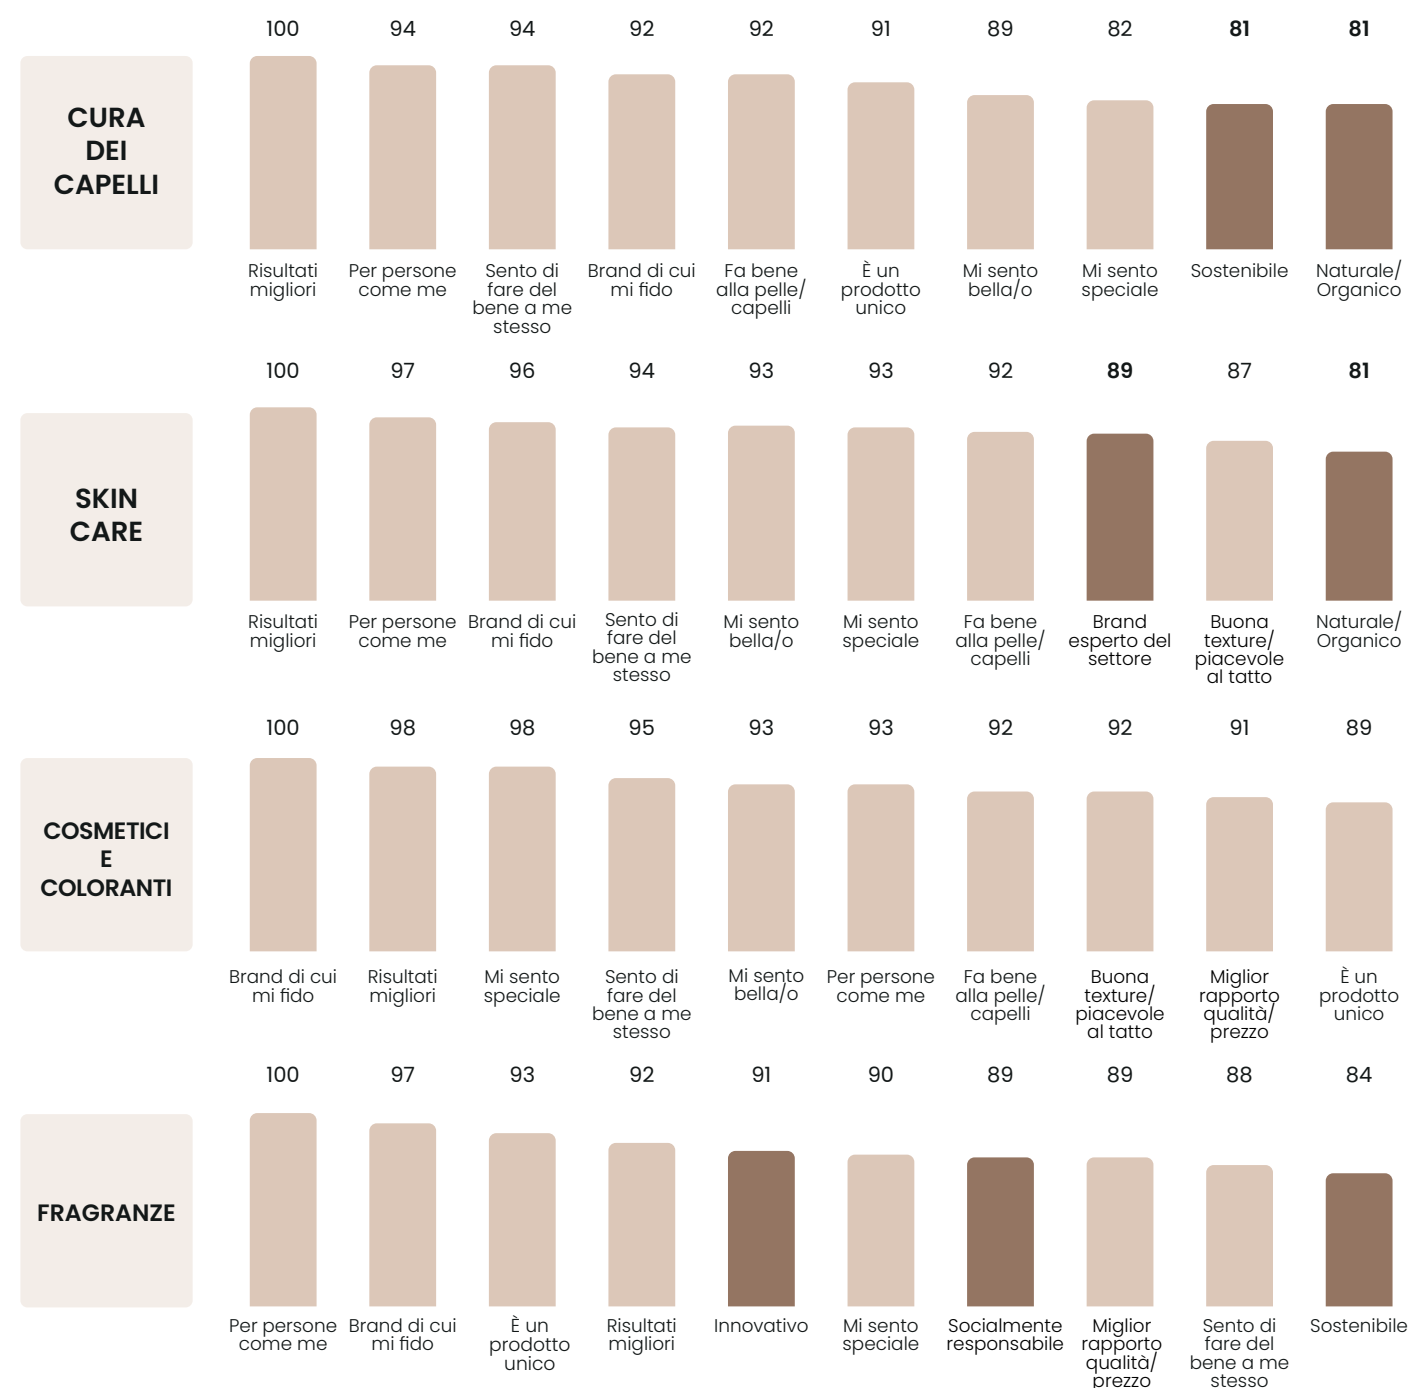 100 94 94 92 92 91 89 82 81 81
CURA
DEI
CAPELLI
Risultati
migliori
Per persone
come me
Sento di
fare del
bene a me
stesso
Brand di cui
mi fido
Fa bene
alla pelle/
capelli
È un
prodotto
unico
Mi sento
bella/o
Mi sento
speciale
Sostenibile
Naturale/
Organico
100 97 96 94 93 93 92 89 87 81
SKIN
CARE
Risultati
migliori
Per persone
come me
Brand di cui
mi fido
Sento di
fare del
bene a me
stesso
Mi sento
bella/o
Mi sento
speciale
Fa bene
alla pelle/
capelli
Brand
esperto del
settore
Buona
texture/
piacevole
al tatto
Naturale/
Organico
100 98 98 95 93 93 92 92 91 89
COSMETICI
E
COLORANTI
Brand di cui
mi fido
Risultati
migliori
Mi sento
speciale
Sento di
fare del
bene a me
stesso
Mi sento
bella/o
Per persone
come me
Fa bene
alla pelle/
capelli
Buona
texture/
piacevole
al tatto
Miglior
rapporto
qualità/
prezzo
È un
prodotto
unico
100 97 93 92 91 90 89 89 88 84
FRAGRANZE
Per persone
come me
Brand di cui
mi fido
È un
prodotto
unico
Risultati
migliori
Innovativo
Mi sento
speciale
Socialmente
responsabile
Miglior
rapporto
qualità/
prezzo
Sento di
fare del
bene a me
stesso
Sostenibile